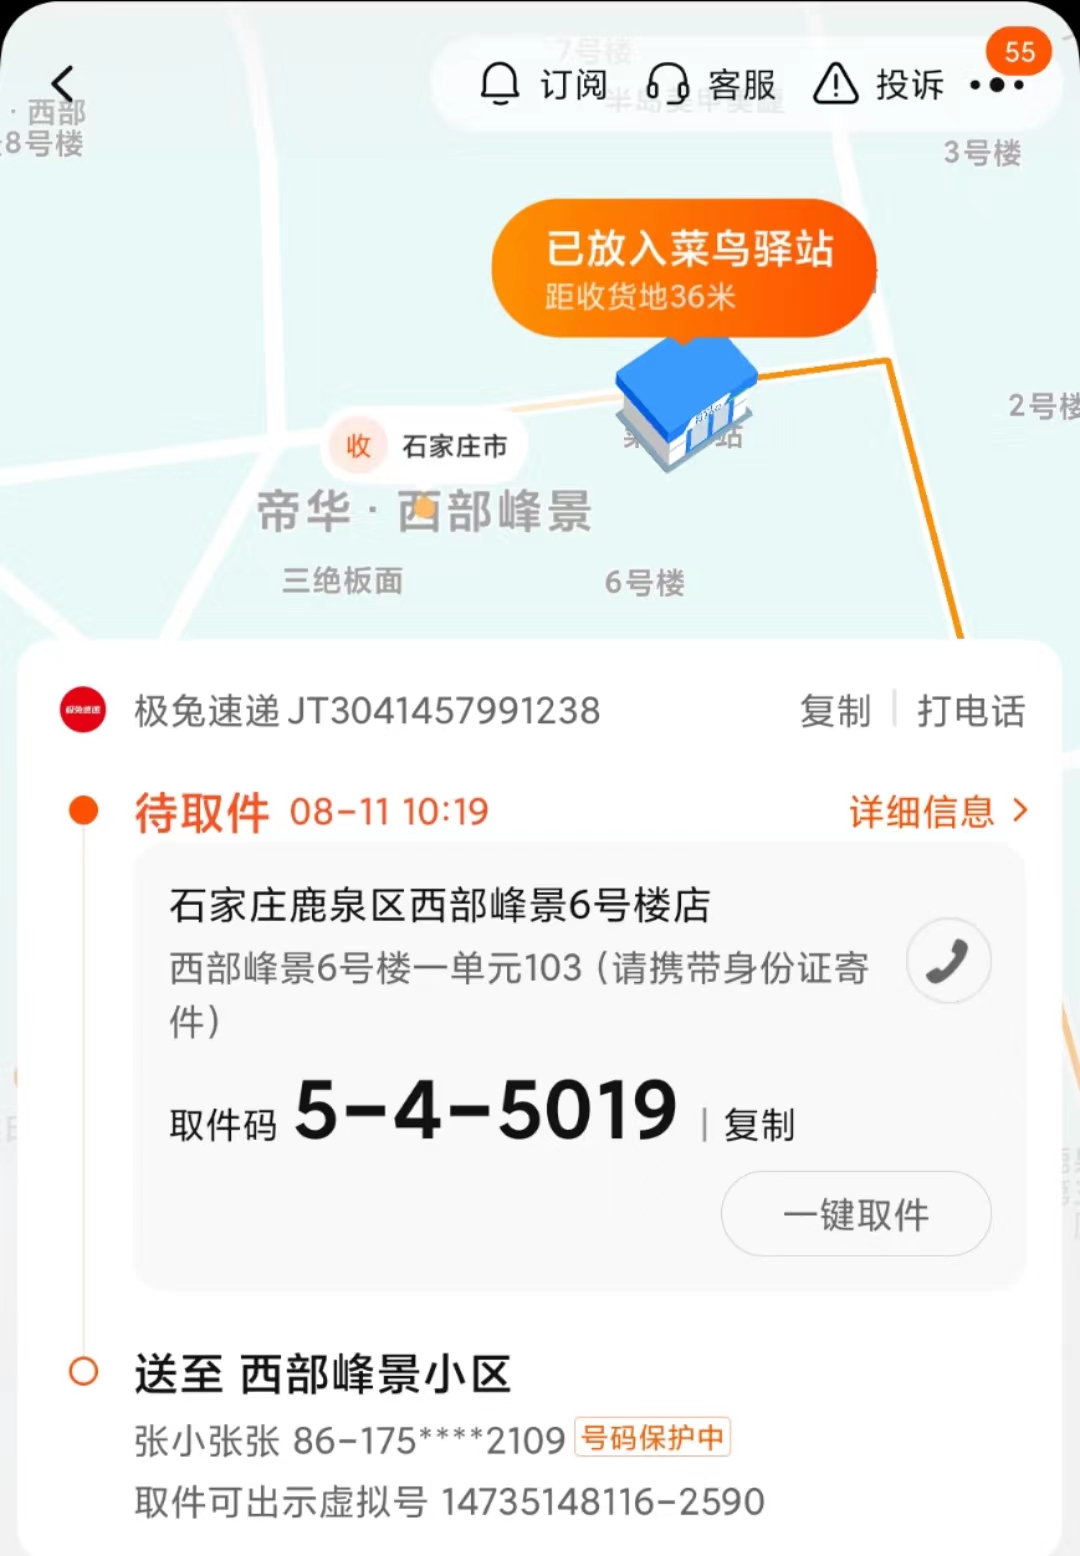 7号楼
订阅 客服 投诉 55
· 西部
8号楼
3号楼
已放入菜鸟驿站
距收货地36米
2号楼
收 石家庄市
站
帝华·西部峰景
三绝板面 6号楼
极兔速递 JT3041457991238 复制 打电话
待取件 08-11 10:19 详细信息
石家庄鹿泉区西部峰景6号楼店
西部峰景6号楼一单元103（请携带身份证寄
件）
取件码 5-4-5019 | 复制
一键取件
送至 西部峰景小区
张小张张 86-175****2109 号码保护中
取件可出示虚拟号 14735148116-2590